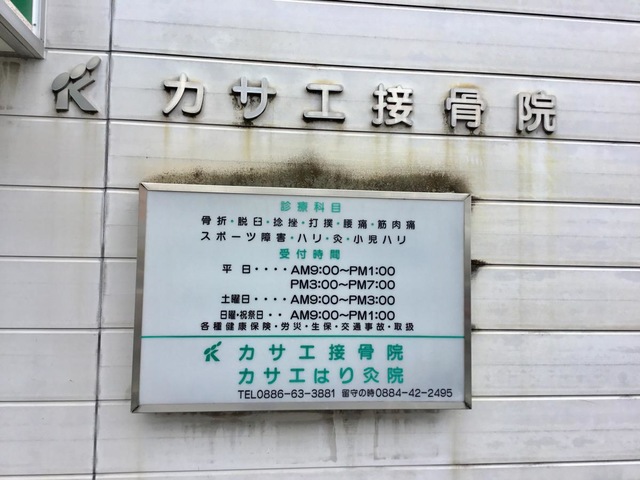 カサエ接骨院
診療科目
骨折・脱臼・捻挫・打撲・腰痛・筋肉痛
スポーツ障害・ハリ・灸・小児ハリ
受付時間
平日・・・・AM9:00〜PM1:00
PM3:00〜PM7:00
土曜日・・・・AM9:00〜PM3:00
日曜・祝祭日・・AM9:00〜PM1:00
各種健康保険・労災・生保・交通事故・取扱
カサエ接骨院
カサエはり灸院
TEL0886-63-3881 留守の時0884-42-2495